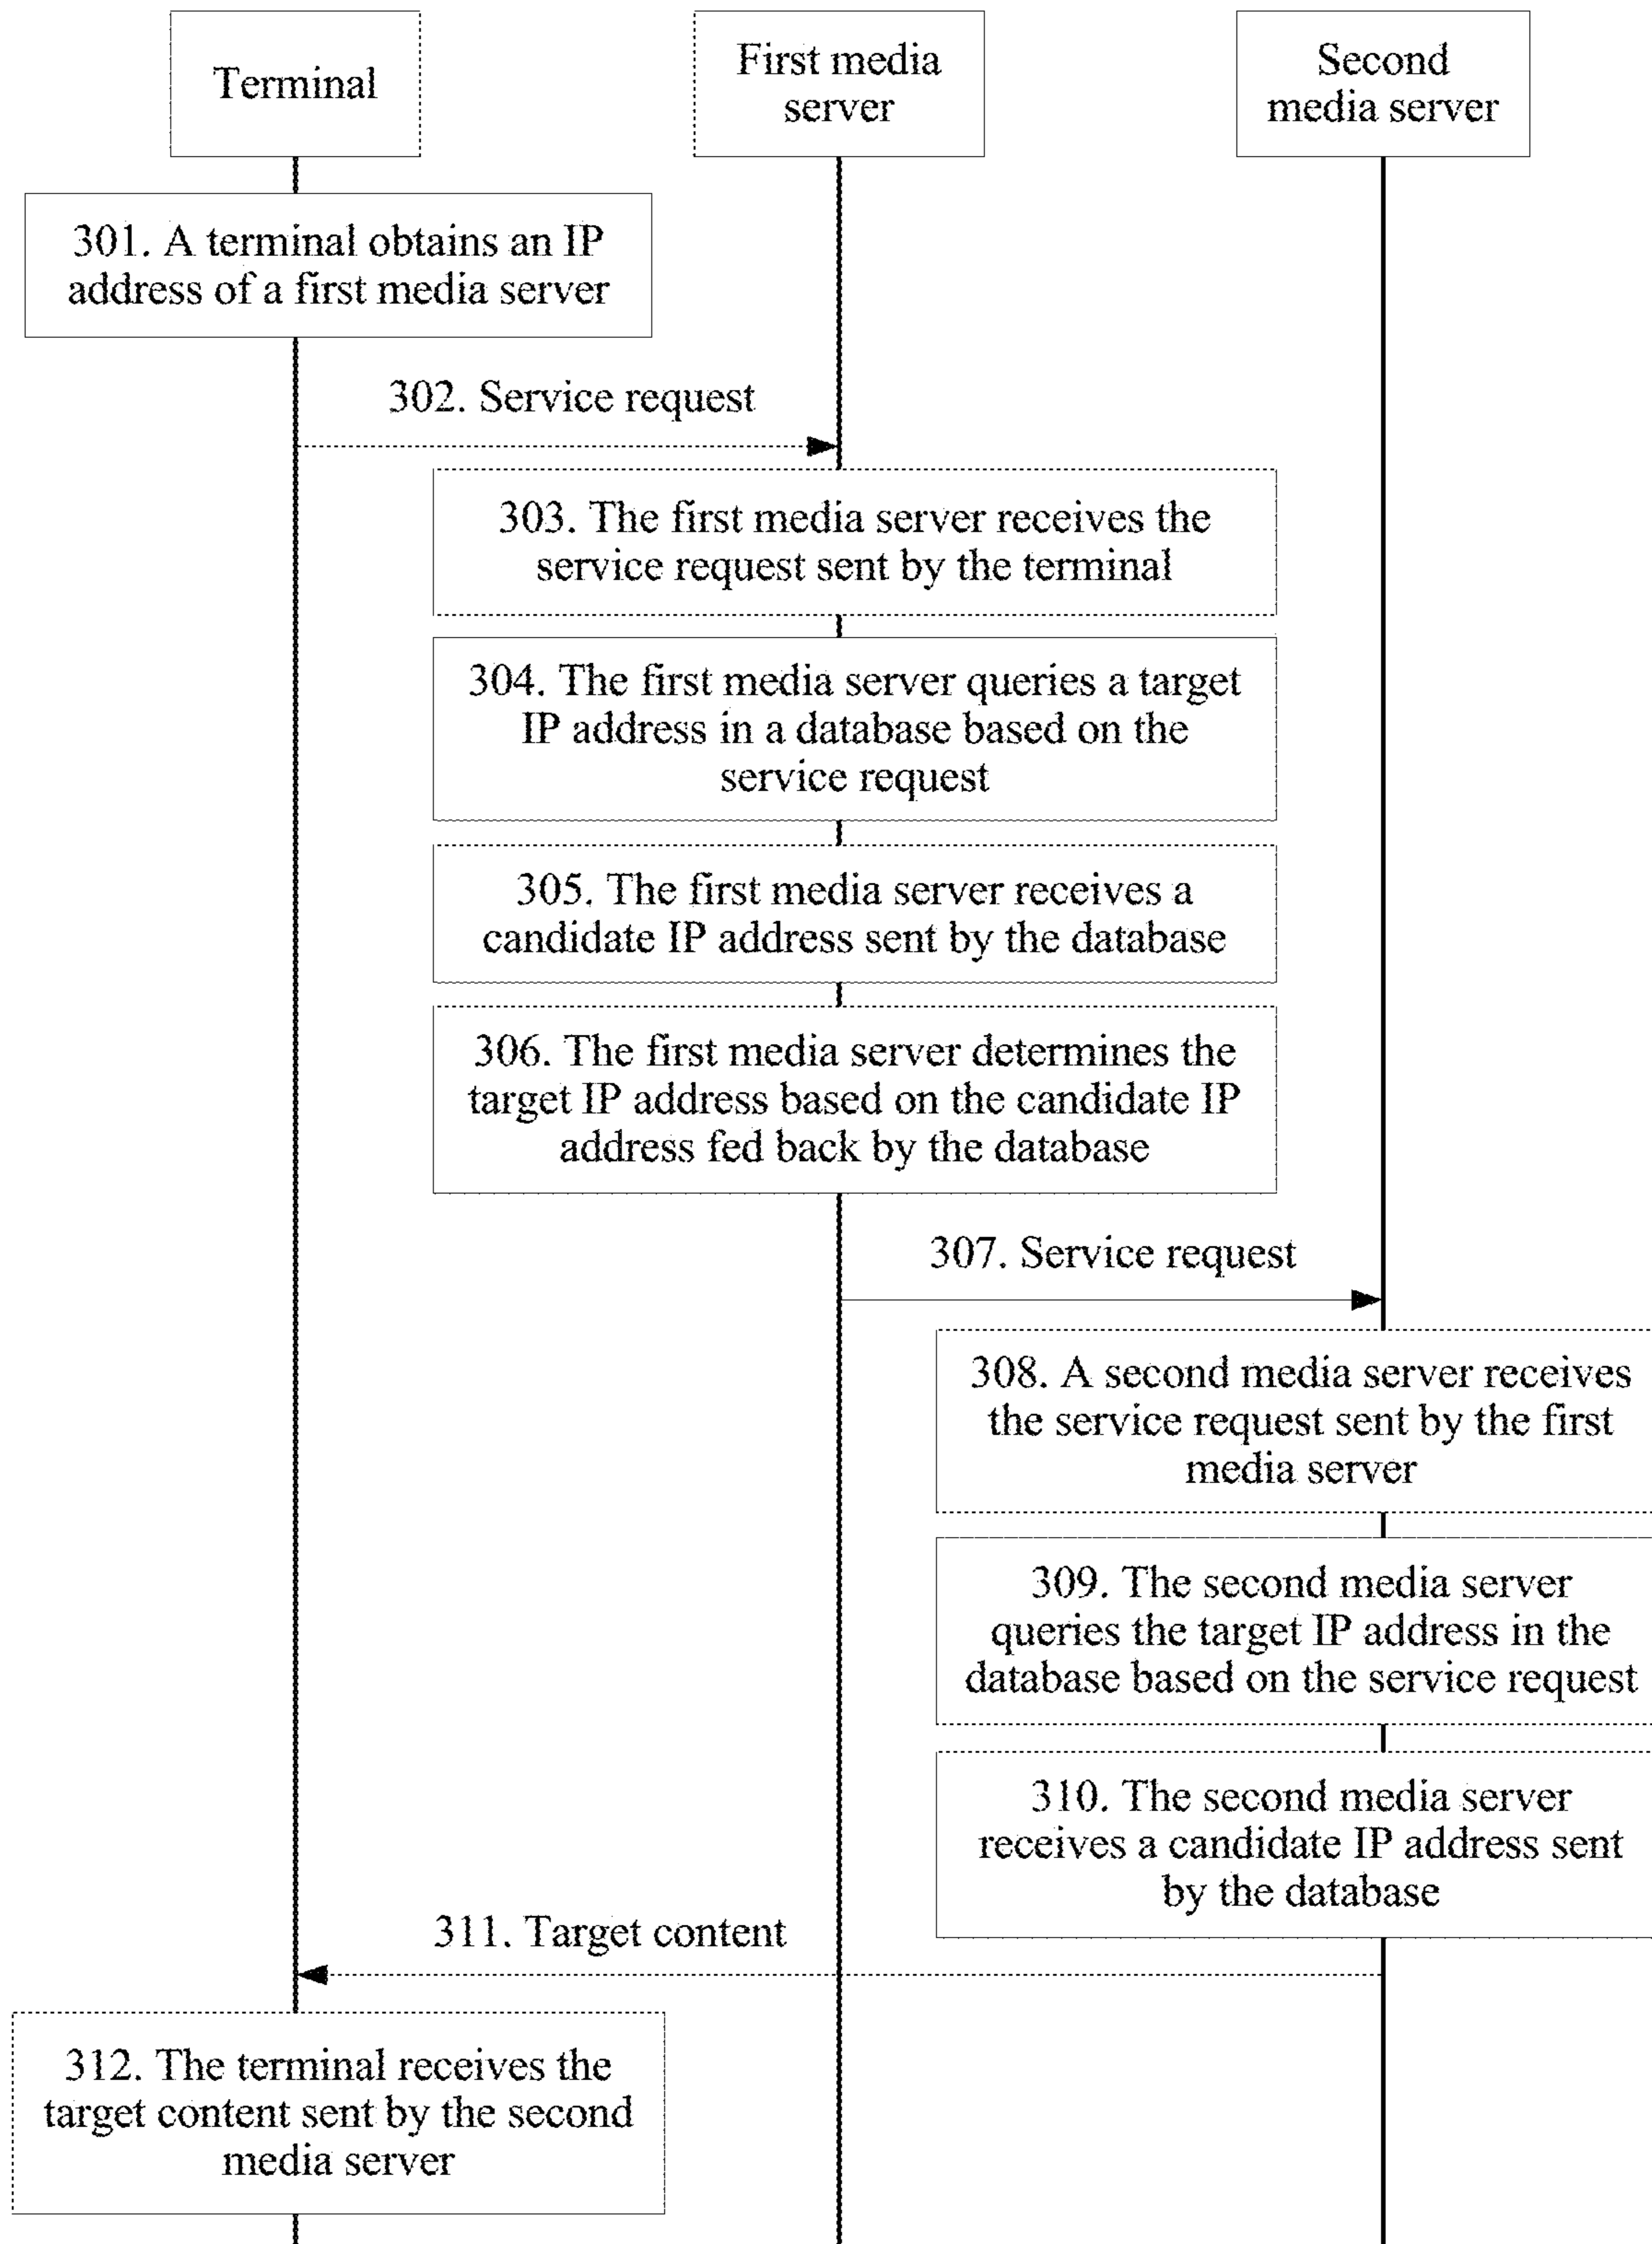 Terminal
First media
server
Second
media server
301. A terminal obtains an IP
address of a first media server
302. Service request
303. The first media server receives the
service request sent by the terminal
304. The first media server queries a target
IP address in a database based on the
service request
305. The first media server receives a
candidate IP address sent by the database
306. The first media server determines the
target IP address based on the candidate IP
address fed back by the database
307. Service request
308. A second media server receives
the service request sent by the first
media server
309. The second media server
queries the target IP address in the
database based on the service request
310. The second media server
receives a candidate IP address sent
by the database
311. Target content
312. The terminal receives the
target content sent by the second
media server